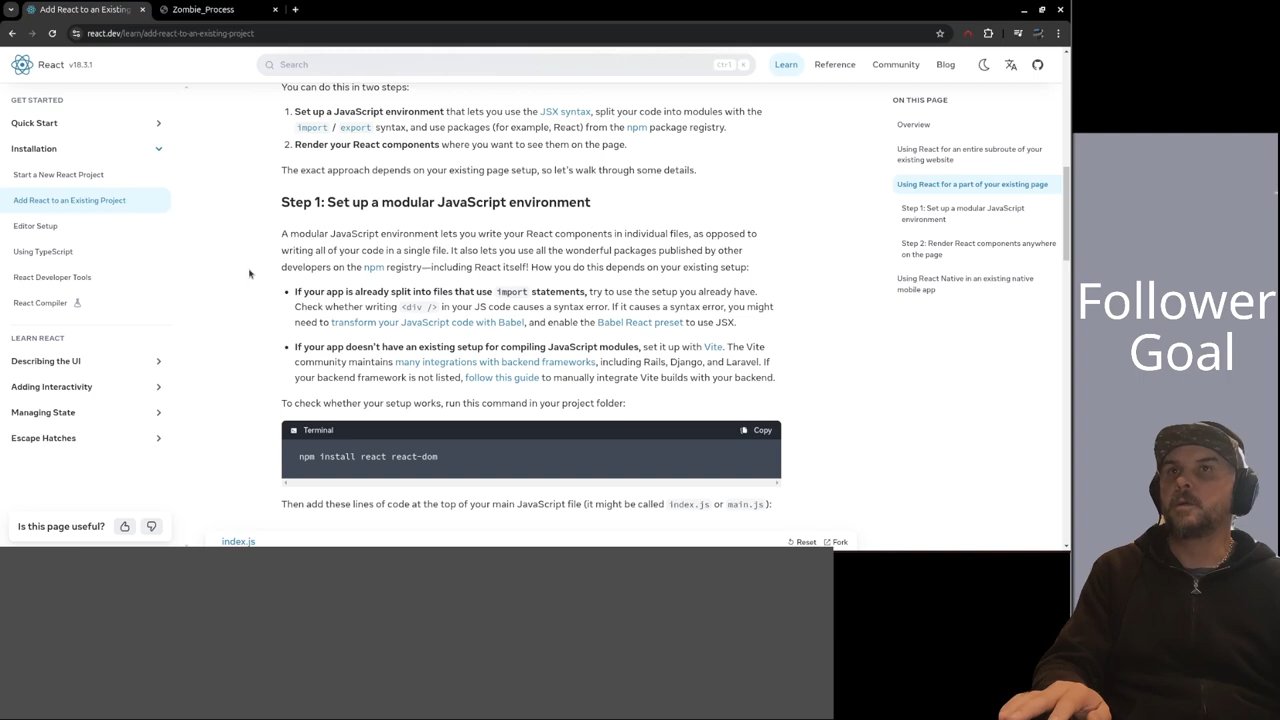 Add React to an Existing
Zombie_Process
react.dev/learn/add-react-to-an-existing-project
React v18.3.1
Search
Ctrl K
Learn
Reference
Community
Blog
GET STARTED
Quick Start
Installation
Start a New React Project
Add React to an Existing Project
Editor Setup
Using TypeScript
React Developer Tools
React Compiler
LEARN REACT
Describing the UI
Adding Interactivity
Managing State
Escape Hatches
Is this page useful?
You can do this in two steps:
1. Set up a JavaScript environment that lets you use the JSX syntax, split your code into modules with the
import / export syntax, and use packages (for example, React) from the npm package registry.
2. Render your React components where you want to see them on the page.
The exact approach depends on your existing page setup, so let's walk through some details.
Step 1: Set up a modular JavaScript environment
A modular JavaScript environment lets you write your React components in individual files, as opposed to
writing all of your code in a single file. It also lets you use all the wonderful packages published by other
developers on the npm registry—including React itself! How you do this depends on your existing setup:
• If your app is already split into files that use import statements, try to use the setup you already have.
Check whether writing <div /> in your JS code causes a syntax error. If it causes a syntax error, you might
need to transform your JavaScript code with Babel, and enable the Babel React preset to use JSX.
• If your app doesn't have an existing setup for compiling JavaScript modules, set it up with Vite. The Vite
community maintains many integrations with backend frameworks, including Rails, Django, and Laravel. If
your backend framework is not listed, follow this guide to manually integrate Vite builds with your backend.
To check whether your setup works, run this command in your project folder:
Terminal
Copy
npm install react react-dom
Then add these lines of code at the top of your main JavaScript file (it might be called index.js or main.js):
index.js
Reset
Fork
ON THIS PAGE
Overview
Using React for an entire subroute of your
existing website
Using React for a part of your existing page
Step 1: Set up a modular JavaScript
environment
Step 2: Render React components anywhere
on the page
Using React Native in an existing native
mobile app
Follower
Goal